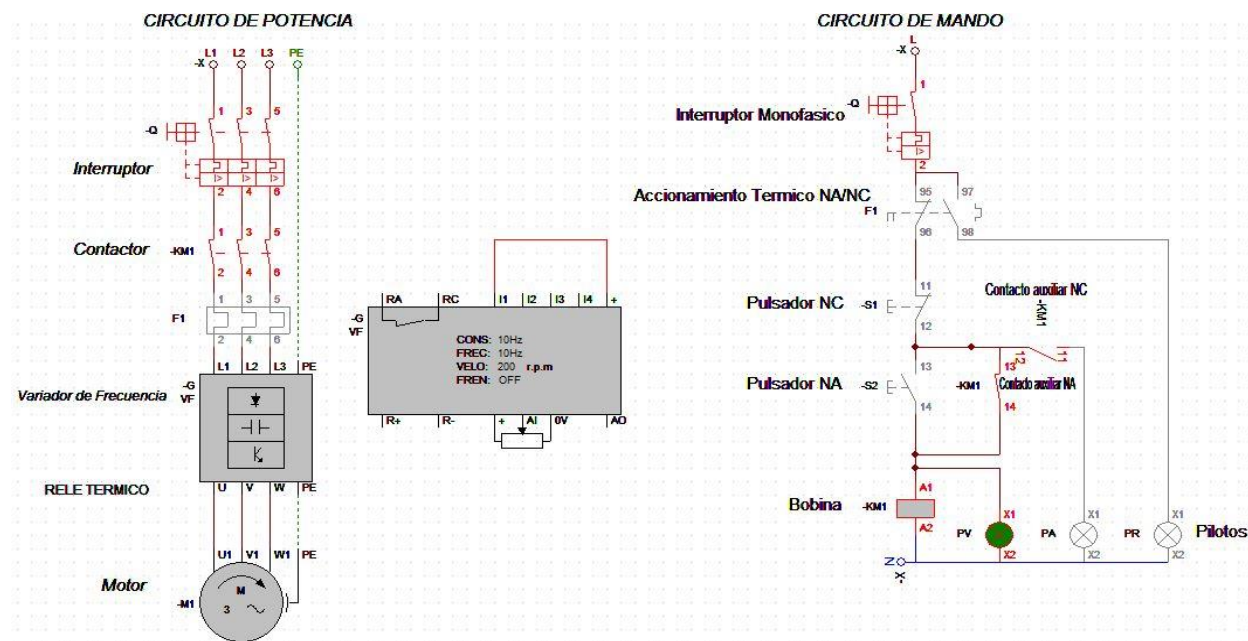 CIRCUITO DE POTENCIA
L1 L2 L3 PE
-X
1 3 5
-Q
Interruptor
2 4 6
1 3 5
Contactor -KM1
2 4 6
1 3 5
F1
2 4 6
L1 L2 L3 PE
-G
Variador de Frecuencia VF
RELE TERMICO U V W PE
U1 V1 W1 PE
Motor
M
-M1 3
RA RC I1 I2 I3 I4 +
-G
VF
CONS: 10Hz
FREC: 10Hz
VELO: 200 r.p.m
FREN: OFF
R+ R- + AI 0V AO
CIRCUITO DE MANDO
L
-X
1
-Q
Interruptor Monofasico
2
95 97
Accionamiento Termico NA/NC
F1
96 98
11
Pulsador NC -S1
12
Contacto auxiliar NC
-KM1
12 11
13 13
Pulsador NA -S2 -KM1 Contado auxiliar NA
14 14
A1 X1 X1 X1
Bobina -KM1
PV PA PR Pilotos
A2 X2 X2 X2
N
X-